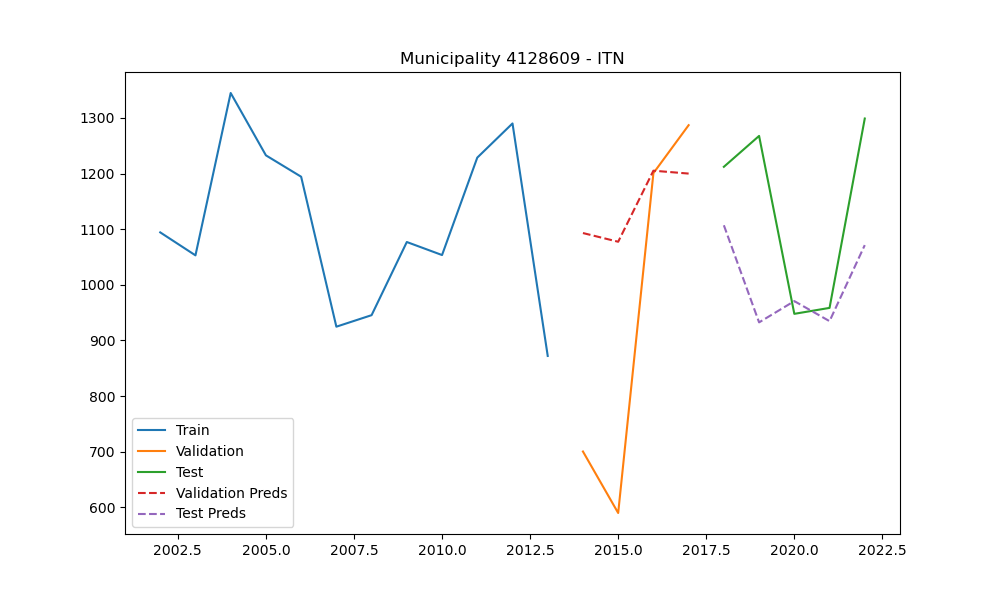 Municipality 4128609 - ITN
1300
1200
1100
1000
900
800
700
600
Train
Validation
Test
Validation Preds
Test Preds
2002.5 2005.0 2007.5 2010.0 2012.5 2015.0 2017.5 2020.0 2022.5